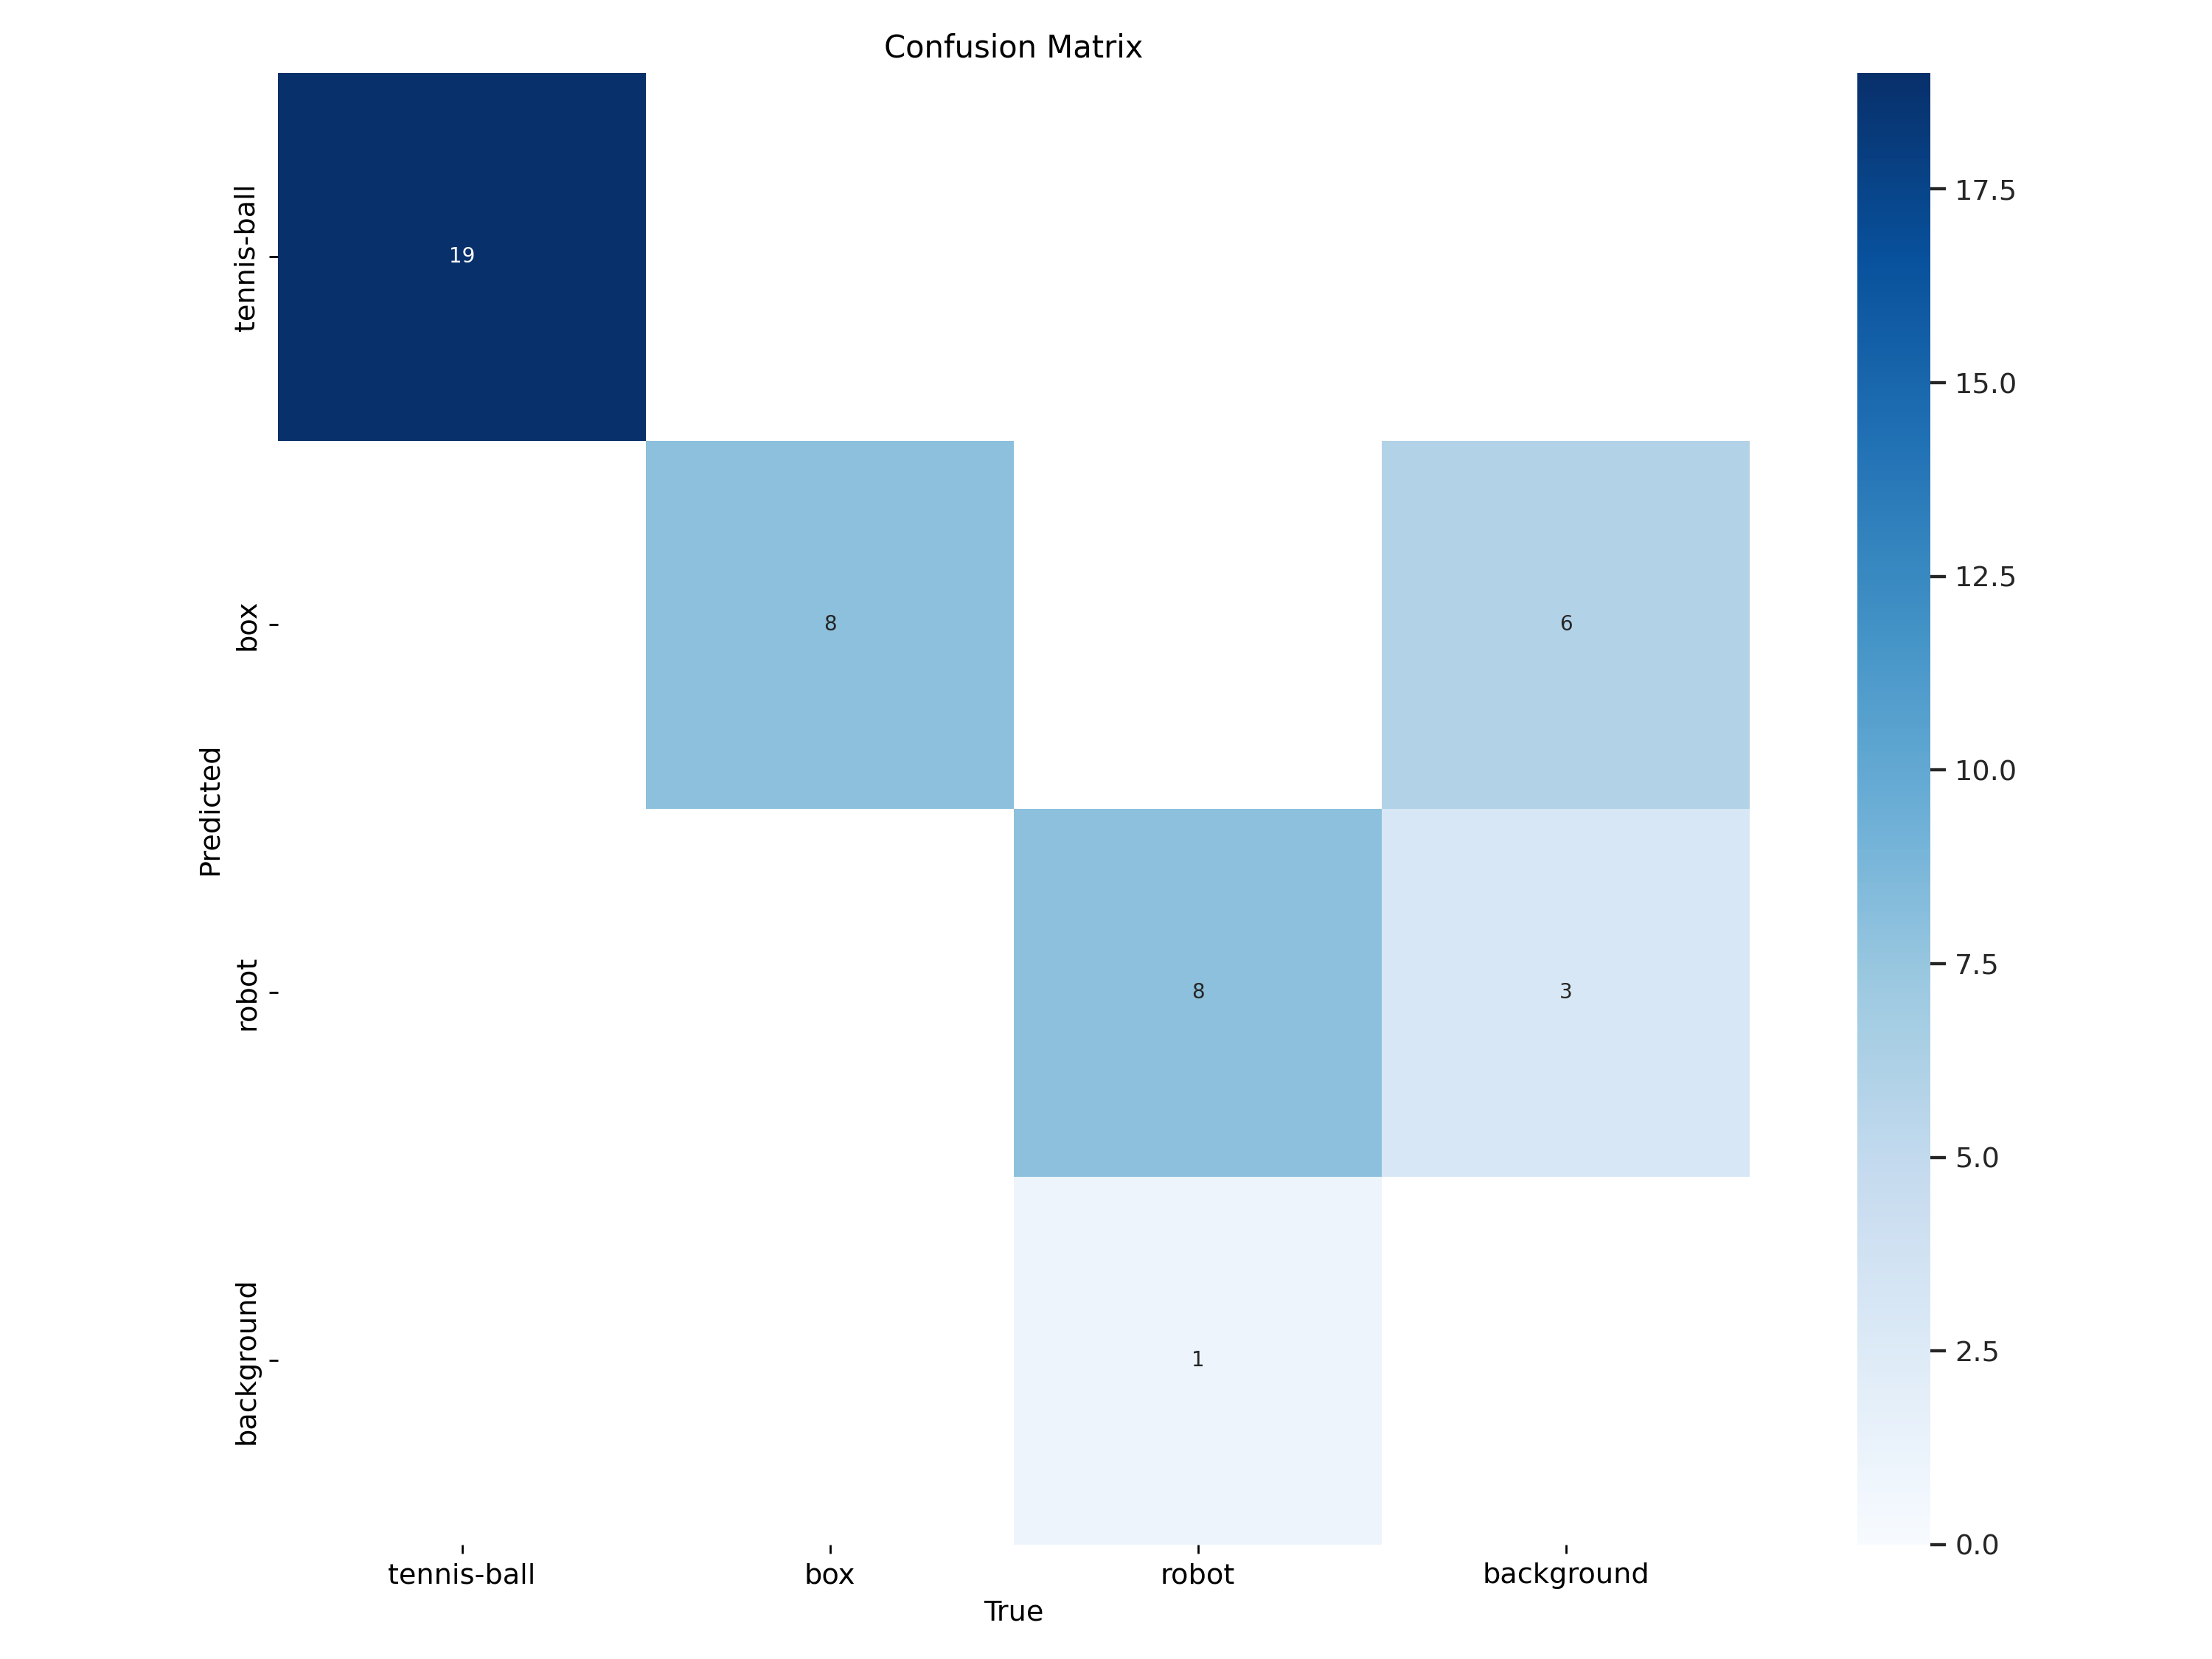 Confusion Matrix
tennis-ball
box
robot
background
Predicted
19
8
6
8
3
1
tennis-ball box robot background
True
17.5
15.0
12.5
10.0
7.5
5.0
2.5
0.0